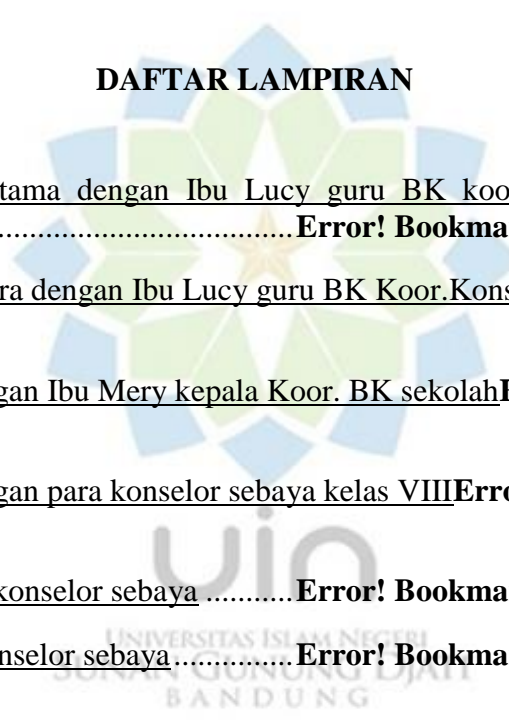 DAFTAR LAMPIRAN
tama dengan Ibu Lucy guru BK koo
................................Error! Bookma
ra dengan Ibu Lucy guru BK Koor.Kons
gan Ibu Mery kepala Koor. BK sekolahE
gan para konselor sebaya kelas VIIIErro
konselor sebaya ...........Error! Bookma
nselor sebaya..............Error! Bookma
uin
UNIVERSITAS ISLAM NEGERI
SUNAN GUNUNG DJATI
BANDUNG